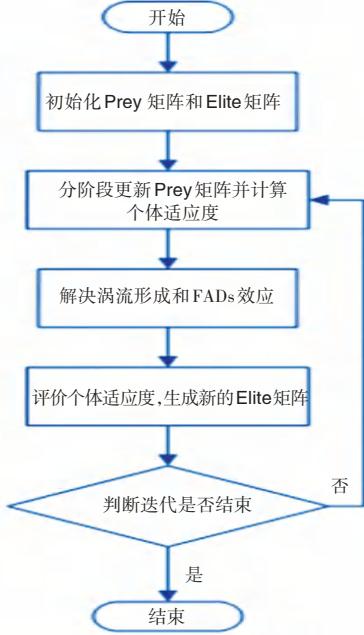 开始
初始化Prey 矩阵和Elite矩阵
分阶段更新Prey矩阵并计算
个体适应度
解决涡流形成和FADs效应
评价个体适应度,生成新的Elite矩阵
判断迭代是否结束
否
是
结束